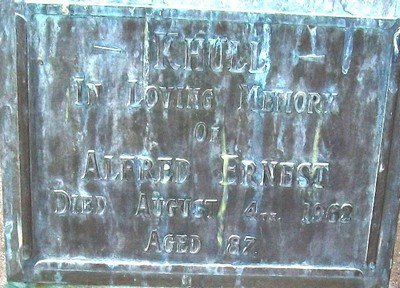 — KHULL —
IN LOVING MEMORY
OF
ALFRED ERNEST
DIED AUGUST 4TH. 1962
AGED 87.